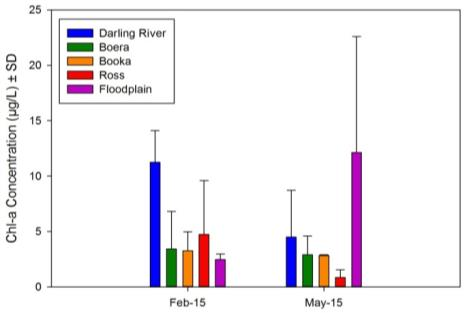 25
20
15
10
5
0
Chl-a Concentration (µg/L) ± SD
Darling River
Boera
Booka
Ross
Floodplain
Feb-15 May-15